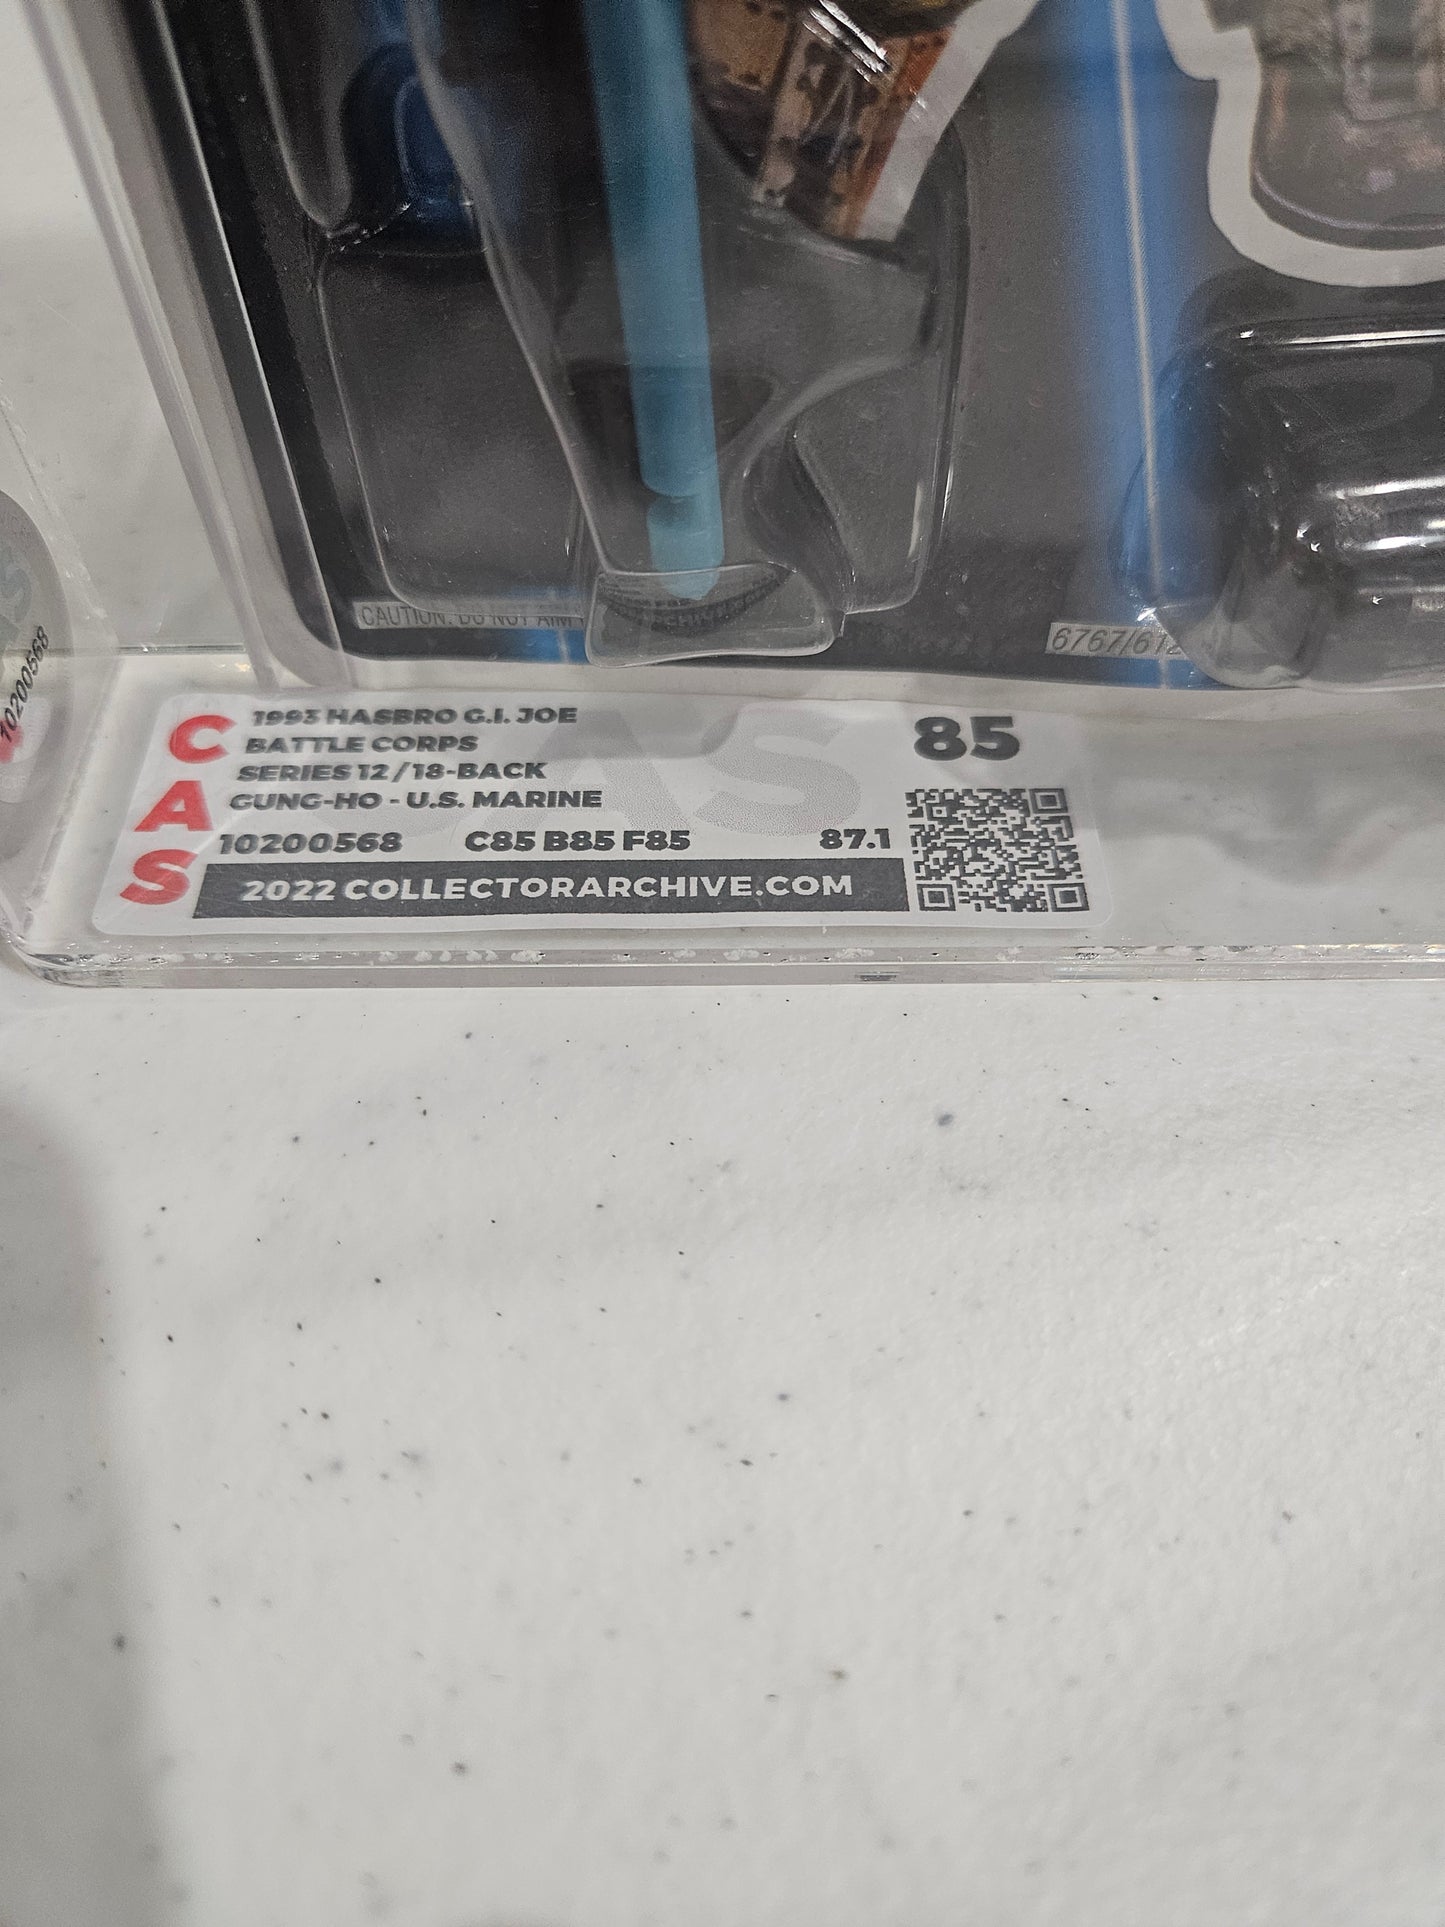 CAUTION: DO NOT AIM
6767/612
10200568
CAS
1993 HASBRO G.I. JOE
85
BATTLE CORPS
SERIES 12 / 18-BACK
GUNG-HO - U.S. MARINE
10200568 C85 B85 F85 87.1
2022 COLLECTORARCHIVE.COM